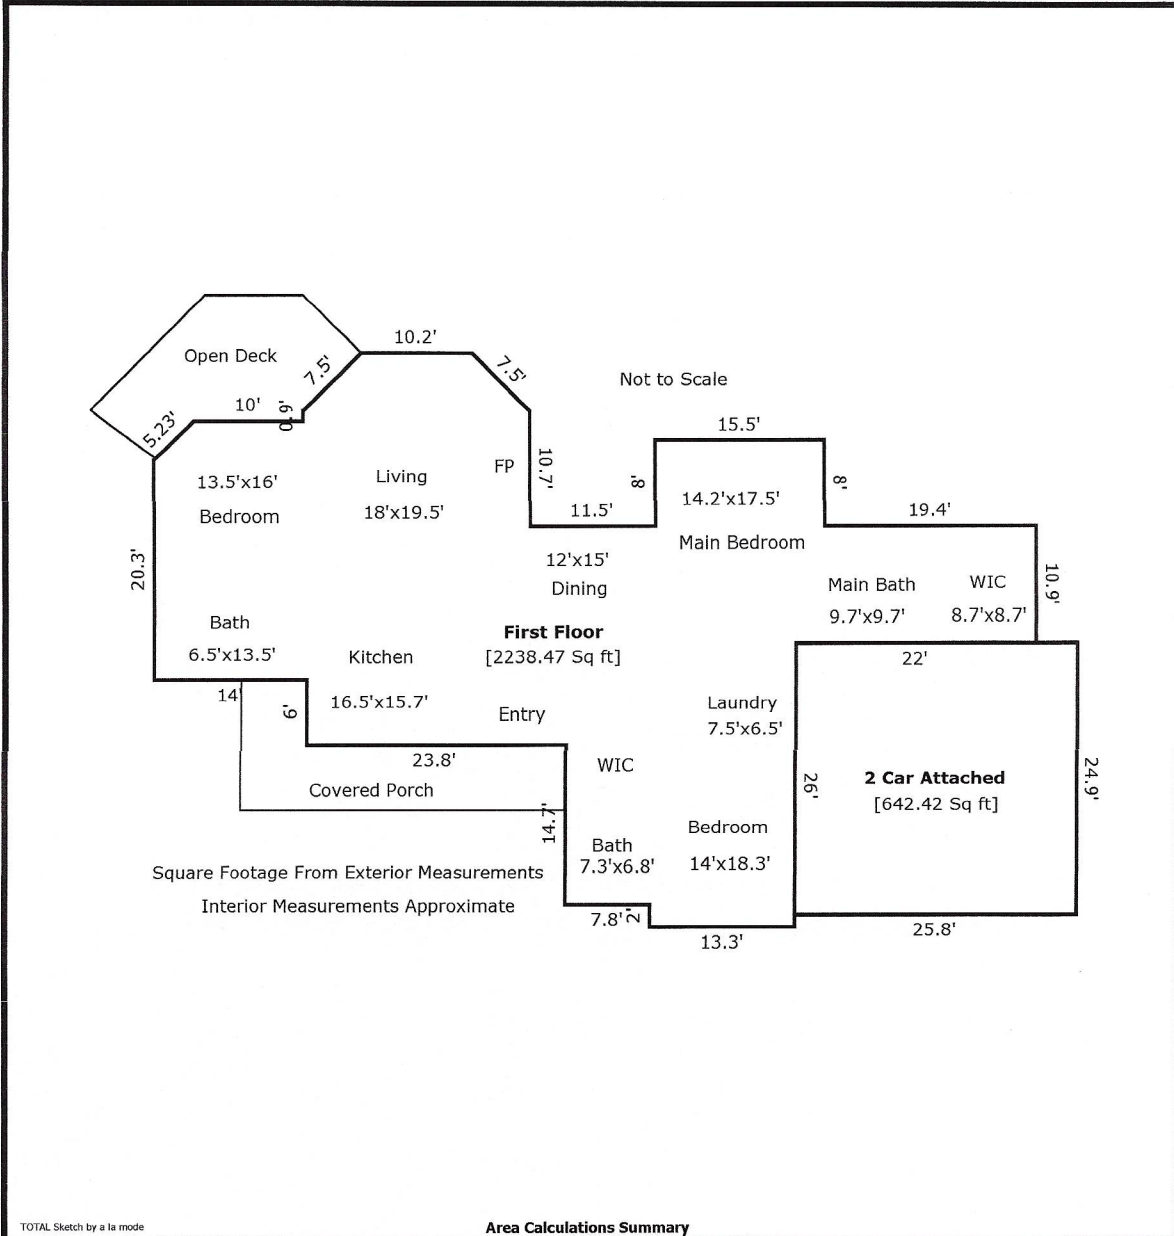 10.2'
Open Deck
7.5'
7.5'
Not to Scale
10'
0.6'
5.23'
15.5'
FP
10.7'
13.5'x16'
Living
8'
14.2'x17.5'
8'
Bedroom
18'x19.5'
11.5'
19.4'
Main Bedroom
20.3'
12'x15'
Dining
Main Bath
WIC
10.9'
9.7'x9.7'
8.7'x8.7'
Bath
First Floor
6.5'x13.5'
Kitchen
[2238.47 Sq ft]
22'
14'
6'
16.5'x15.7'
Entry
Laundry
7.5'x6.5'
23.8'
WIC
Covered Porch
26'
2 Car Attached
24.9'
[642.42 Sq ft]
14.7'
Bedroom
Bath
7.3'x6.8'
14'x18.3'
Square Footage From Exterior Measurements
Interior Measurements Approximate
7.8'
2'
13.3'
25.8'
TOTAL Sketch by a la mode
Area Calculations Summary